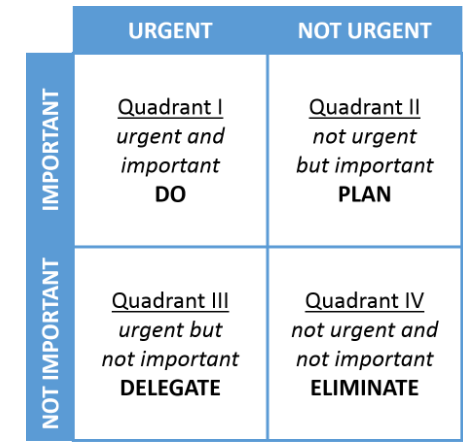 URGENT
NOT URGENT
IMPORTANT
Quadrant I
urgent and
important
DO
Quadrant II
not urgent
but important
PLAN
NOT IMPORTANT
Quadrant III
urgent but
not important
DELEGATE
Quadrant IV
not urgent and
not important
ELIMINATE